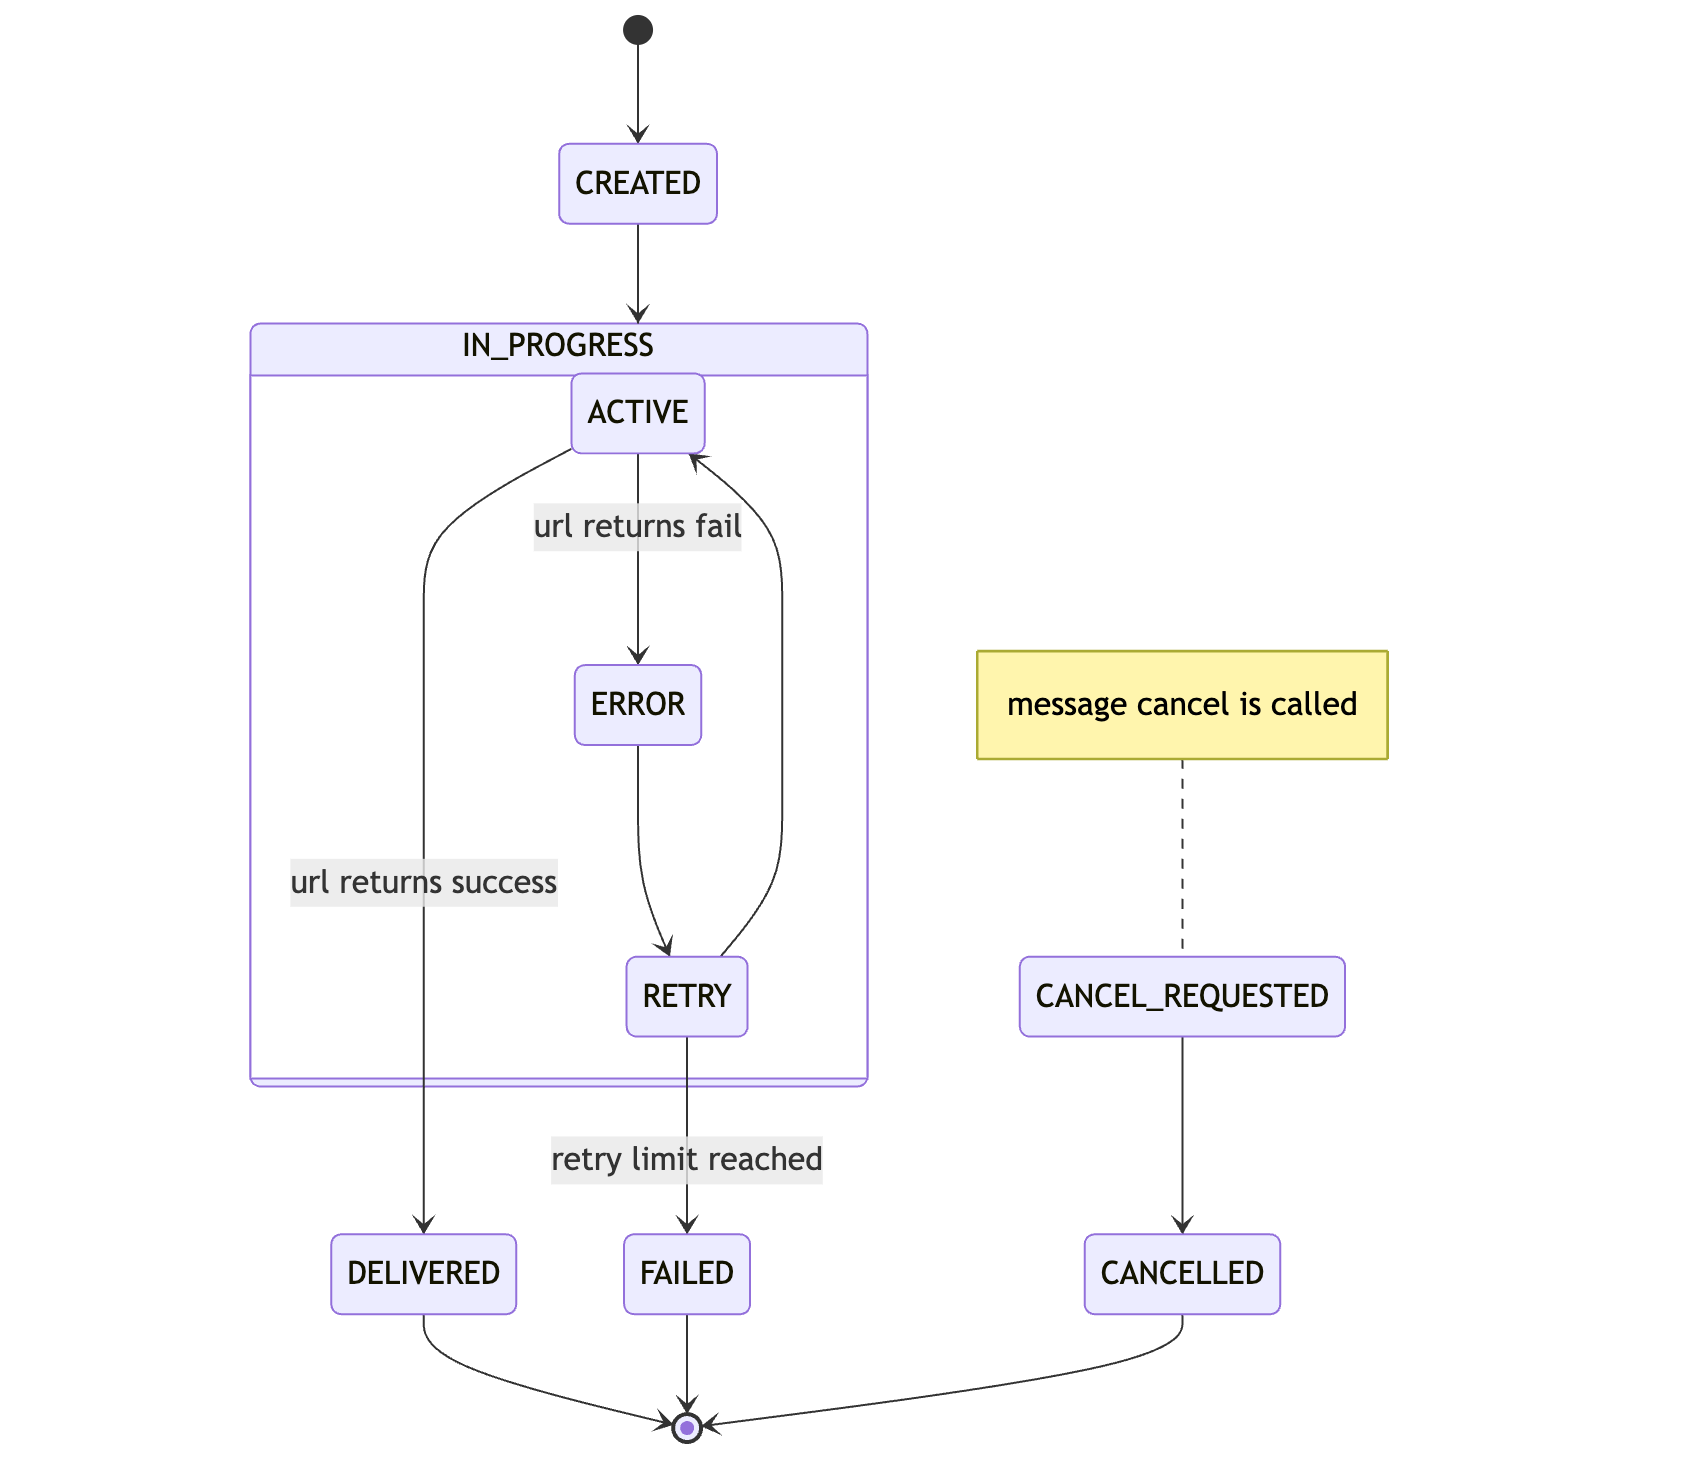 CREATED
IN_PROGRESS
ACTIVE
url returns fail
ERROR
message cancel is called
url returns success
RETRY
CANCEL_REQUESTED
retry limit reached
DELIVERED
FAILED
CANCELLED